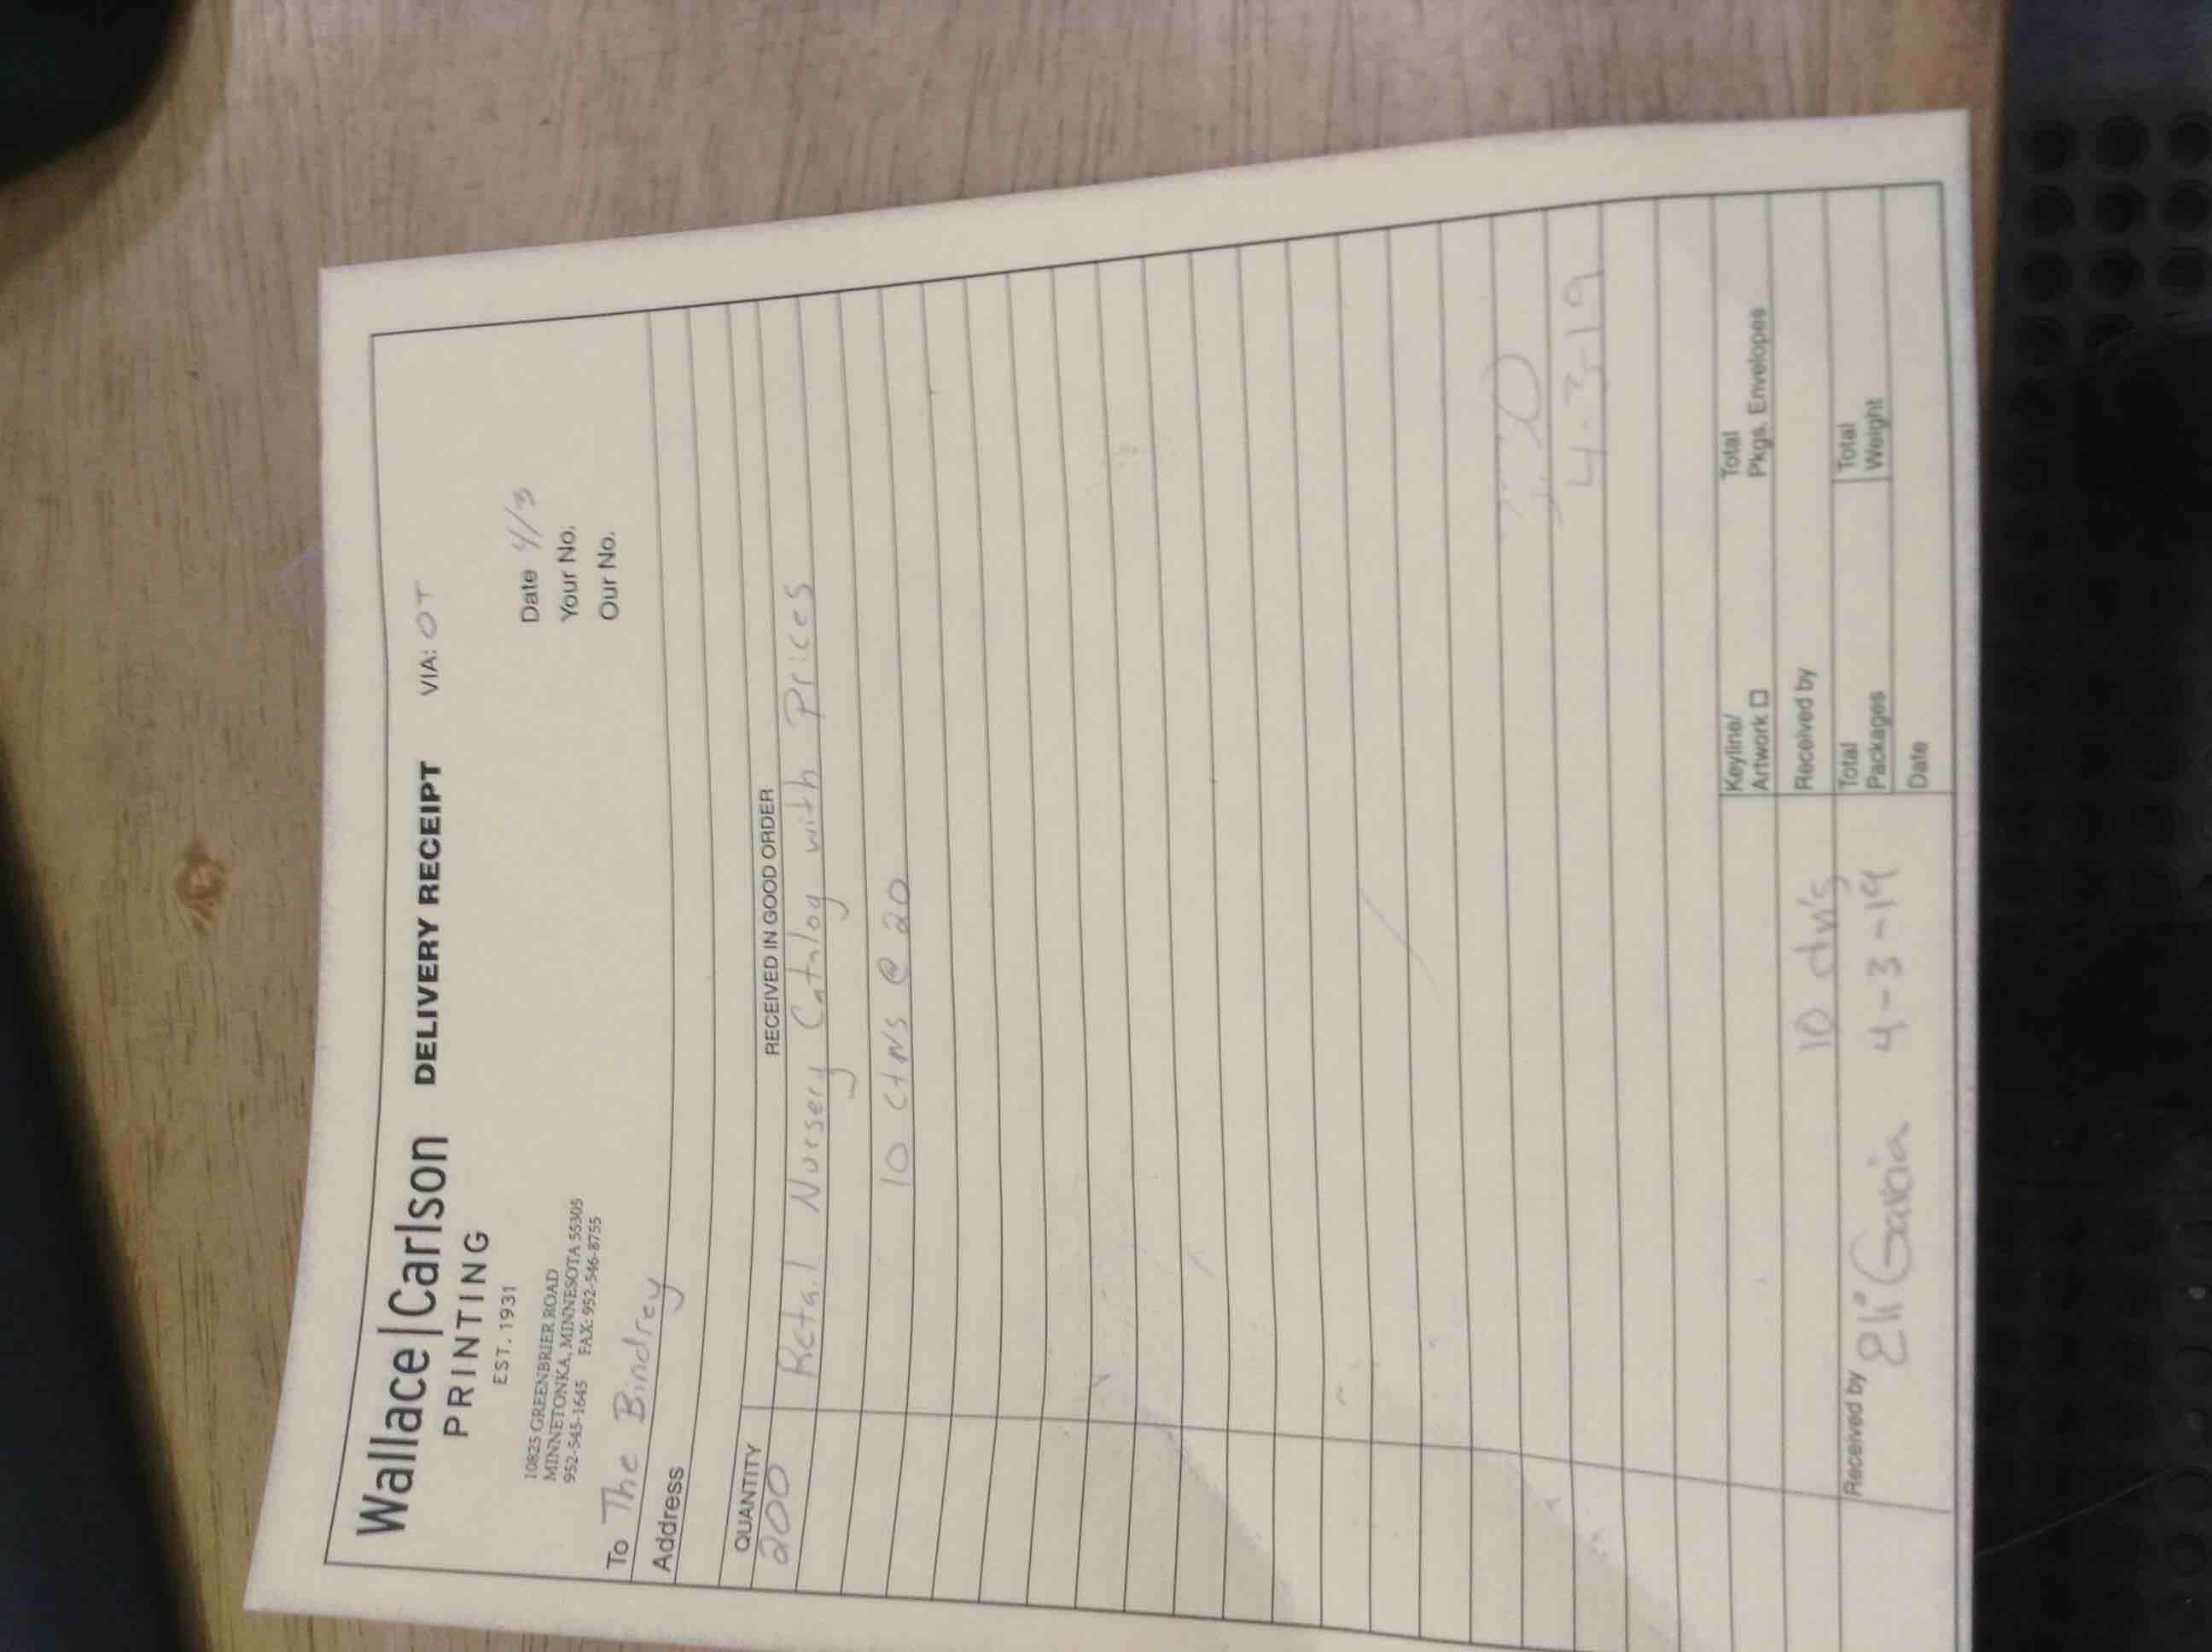 Wallace|Carlson DELIVERY RECEIPT VIA: OT
PRINTING
EST. 1931
10825 GREENBRIER ROAD
MINNETONKA, MINNESOTA 55305
952-545-1645 FAX: 952-546-8755
Date 4/3
Your No.
Our No.
To The Bindrey
Address
QUANTITY RECEIVED IN GOOD ORDER
200 Retail Nursery Catalog with Prices
10 ctns @ 20
4-3-19
Keyline/
Artwork
Total
Pkgs. Envelopes
Received by
10 ctn's
Total
Packages
Total
Weight
Received by Eli Garcia 4-3-19
Date